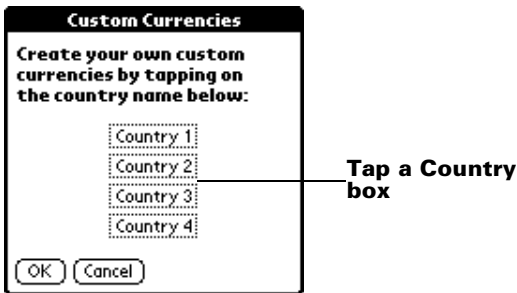 Custom Currencies
Create your own custom
currencies by tapping on
the country name below:
Country 1
Country 2
Country 3
Country 4
Tap a Country
box
OK Cancel